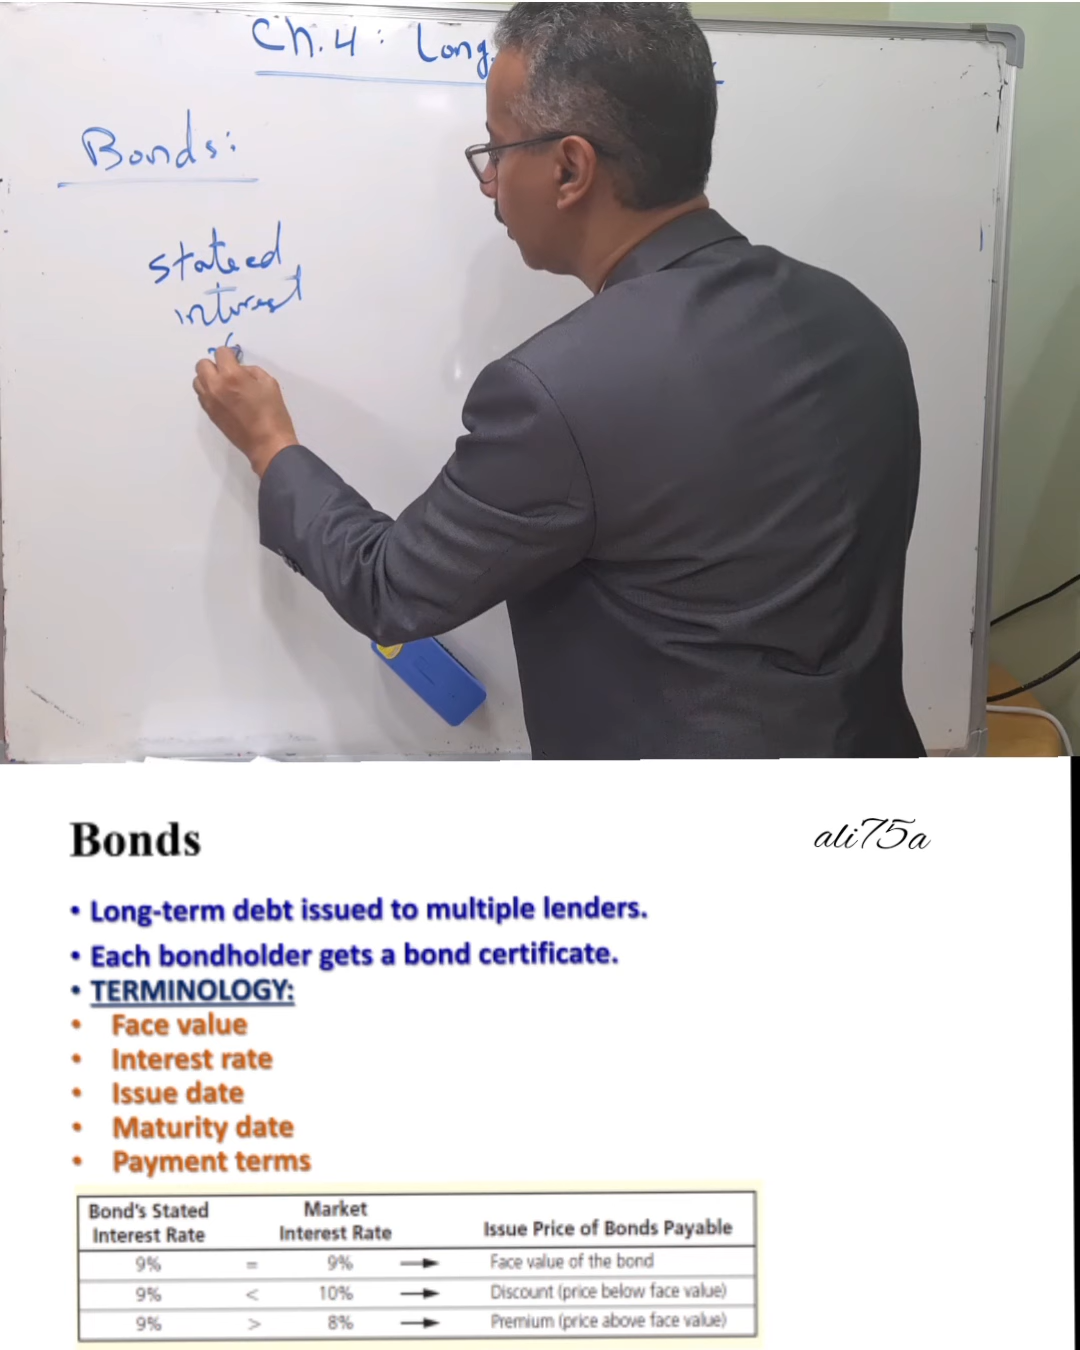 Ch. 4 : Long
Bonds:
stateed
interest
Bonds
ali75a
• Long-term debt issued to multiple lenders.
• Each bondholder gets a bond certificate.
• TERMINOLOGY:
• Face value
• Interest rate
• Issue date
• Maturity date
• Payment terms
Bond's Stated Interest Rate Market Interest Rate Issue Price of Bonds Payable
9% = 9% → Face value of the bond
9% < 10% → Discount (price below face value)
9% > 8% → Premium (price above face value)